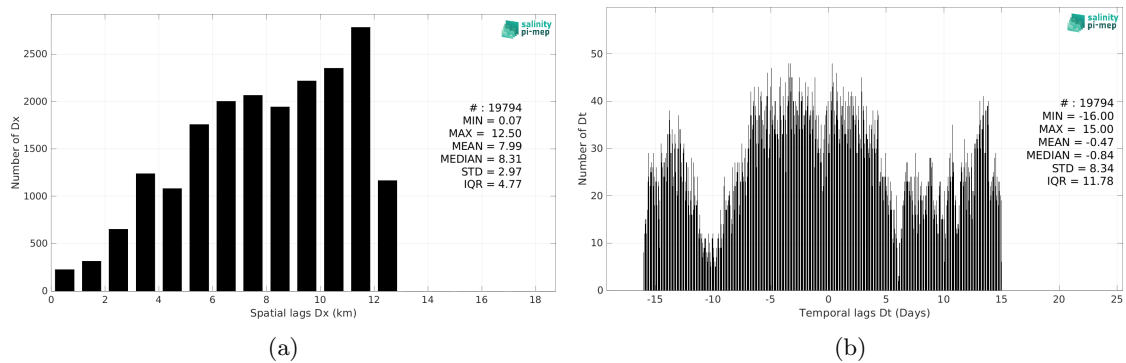 salinity
pi-mep
2500
2000
1500
1000
500
0
Number of Dx
# : 19794
MIN = 0.07
MAX = 12.50
MEAN = 7.99
MEDIAN = 8.31
STD = 2.97
IQR = 4.77
0 2 4 6 8 10 12 14 16 18
Spatial lags Dx (km)
(a)
salinity
pi-mep
50
40
30
20
10
0
Number of Dt
# : 19794
MIN = -16.00
MAX = 15.00
MEAN = -0.47
MEDIAN = -0.84
STD = 8.34
IQR = 11.78
-15 -10 -5 0 5 10 15 20 25
Temporal lags Dt (Days)
(b)